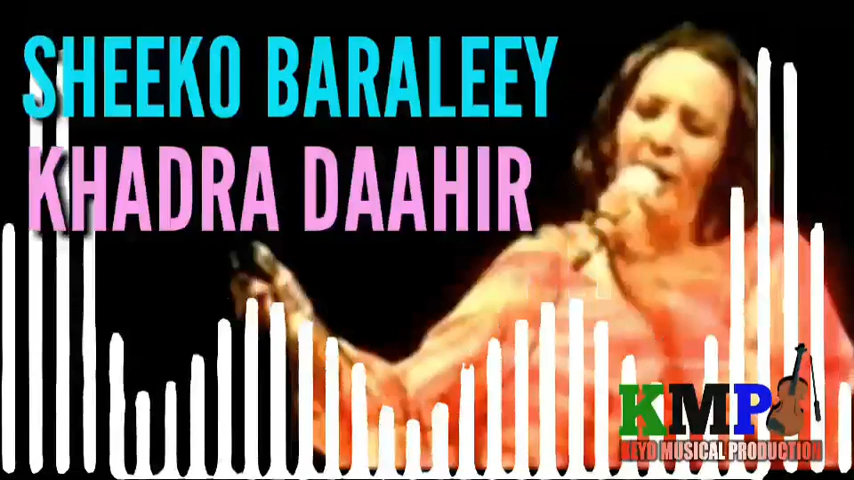 SHEEKO BARALEEY
KHADRA DAAHIR
KMP
KEYD MUSICAL PRODUCTION